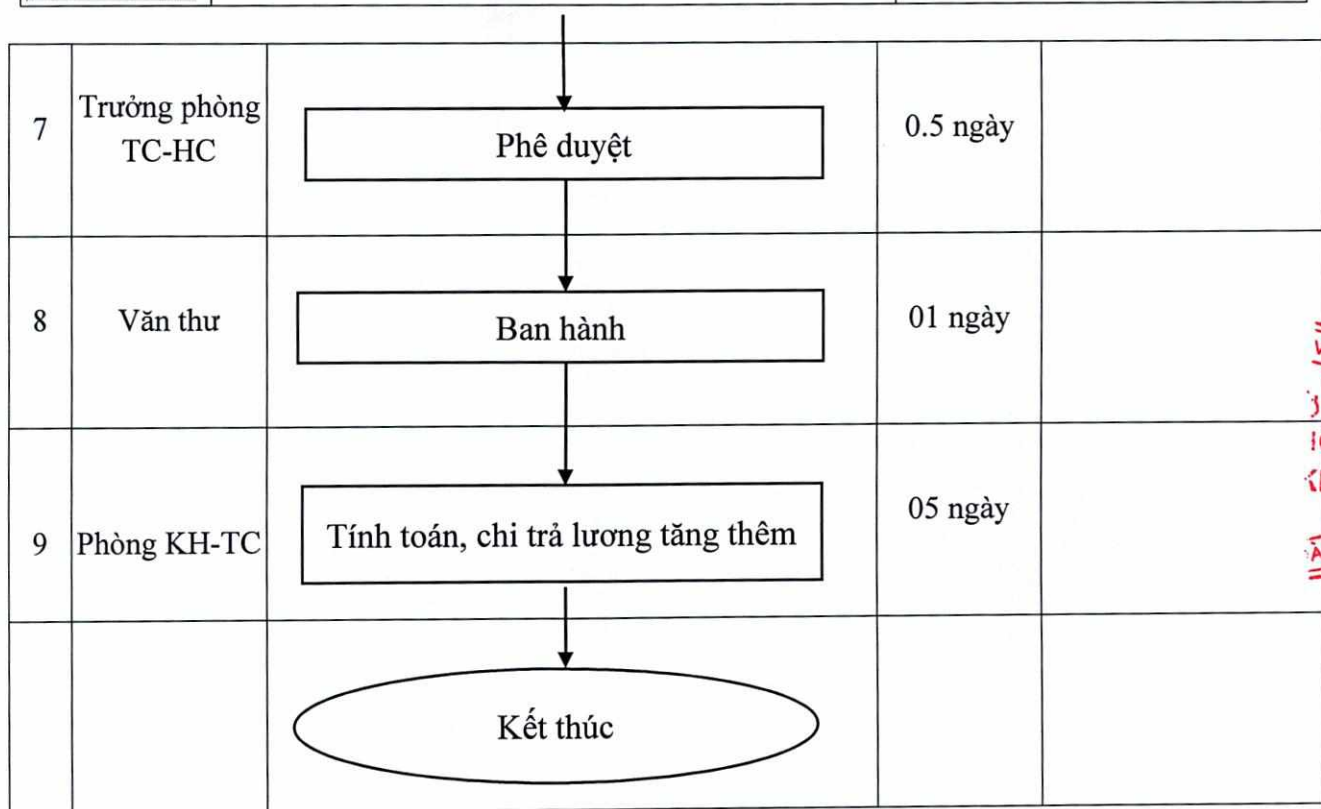 7
Trưởng phòng
TC-HC
Phê duyệt
0.5 ngày
8
Văn thư
Ban hành
01 ngày
9
Phòng KH-TC
Tính toán, chi trả lương tăng thêm
05 ngày
Kết thúc